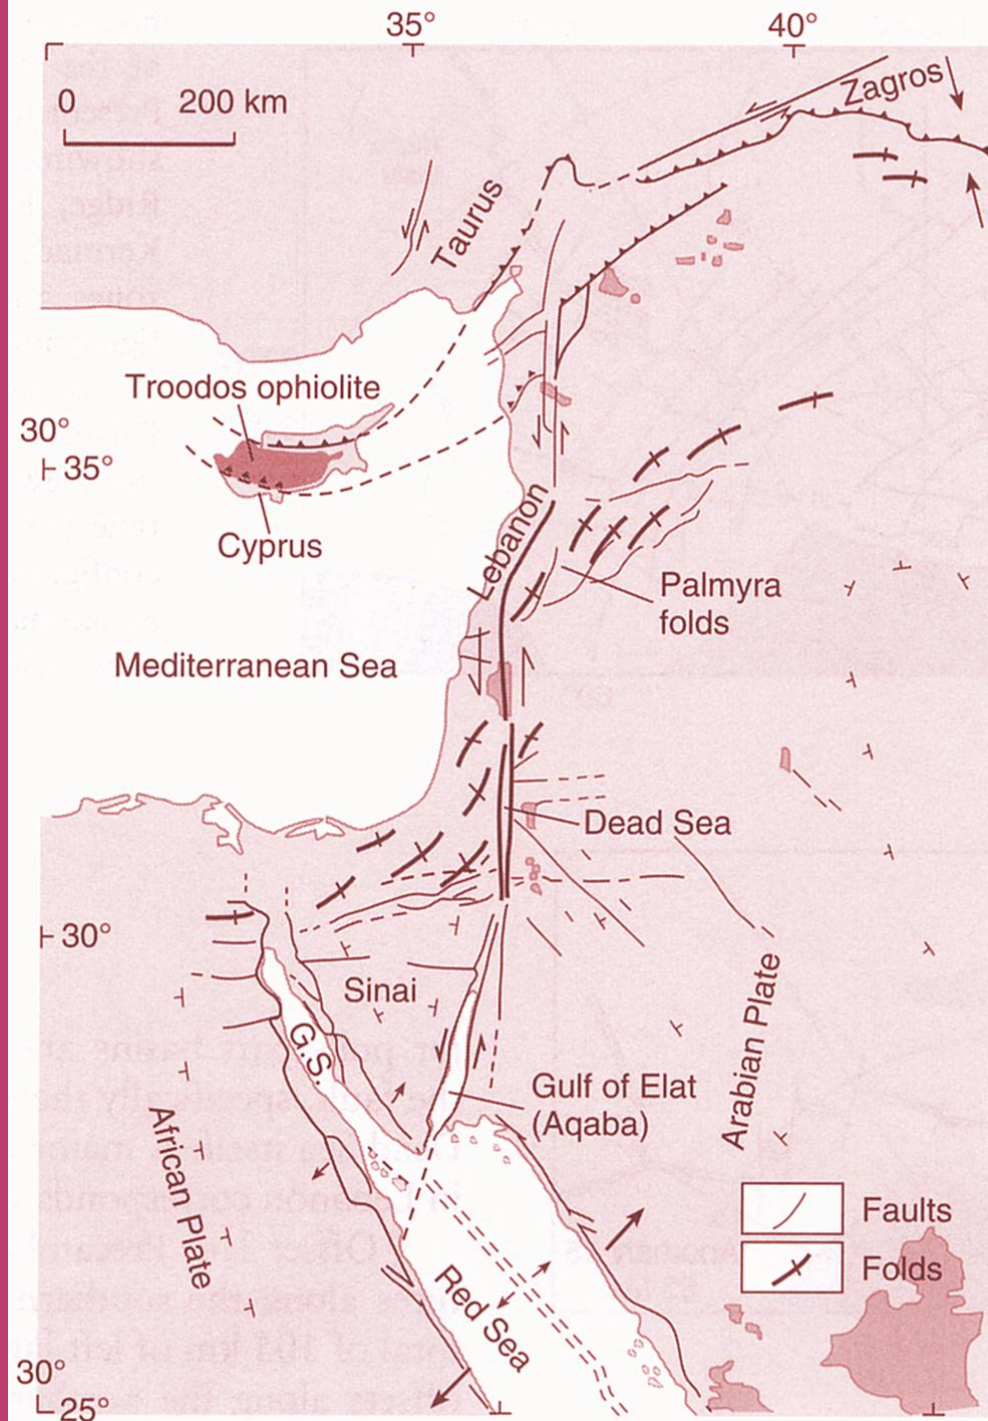 35°
40°
0 200 km
Zagros
Taurus
Troodos ophiolite
30°
35°
Cyprus
Lebanon
Palmyra
folds
Mediterranean Sea
Dead Sea
30°
Sinai
G.S.
Gulf of Elat
(Aqaba)
Arabian Plate
African Plate
Red Sea
Faults
Folds
30°
25°